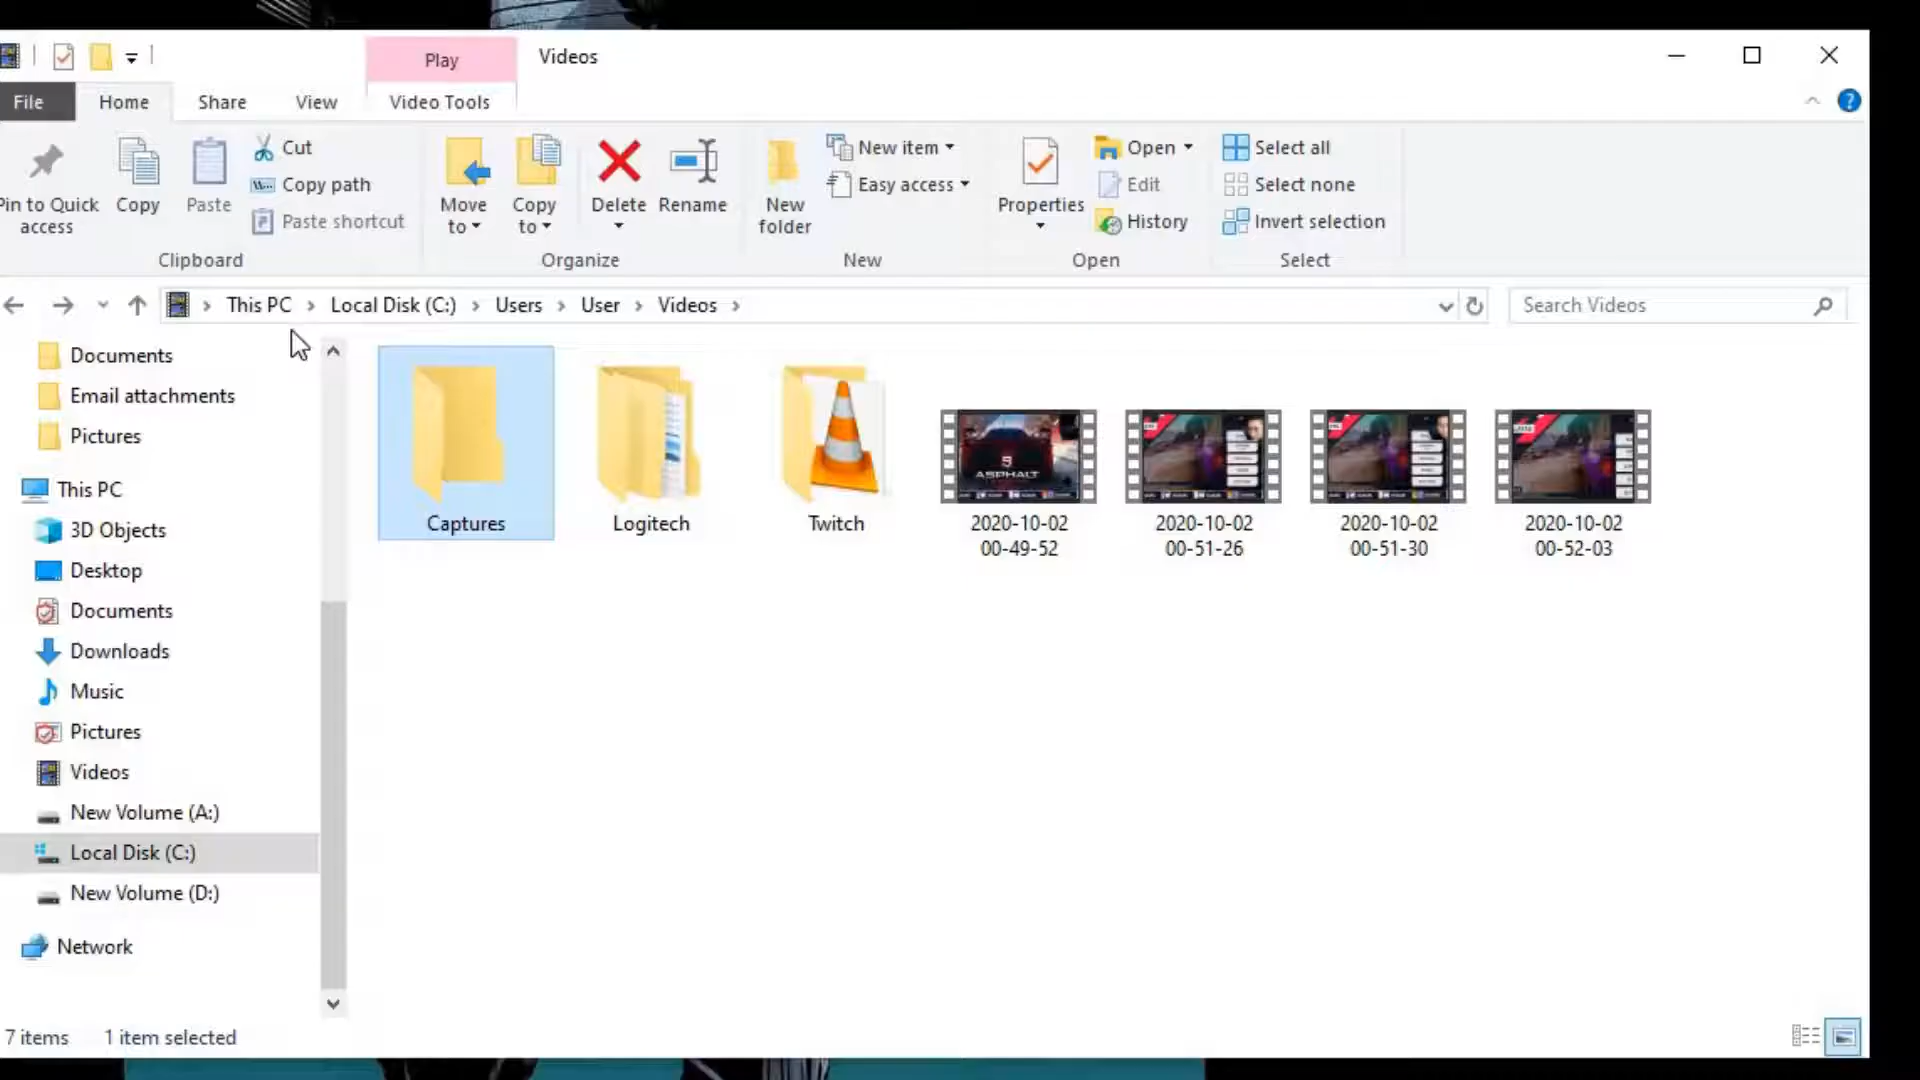 Play
Videos
File
Home
Share
View
Video Tools
Pin to Quick
access
Copy
Paste
Cut
Copy path
Paste shortcut
Clipboard
Move
to
Copy
to
Delete
Rename
Organize
New
folder
New item
Easy access
New
Properties
Open
Edit
History
Open
Select all
Select none
Invert selection
Select
This PC
Local Disk (C:)
Users
User
Videos
Search Videos
Documents
Email attachments
Pictures
This PC
3D Objects
Desktop
Documents
Downloads
Music
Pictures
Videos
New Volume (A:)
Local Disk (C:)
New Volume (D:)
Network
Captures
Logitech
Twitch
ASPHALT
2020-10-02
00-49-52
2020-10-02
00-51-26
2020-10-02
00-51-30
2020-10-02
00-52-03
7 items
1 item selected